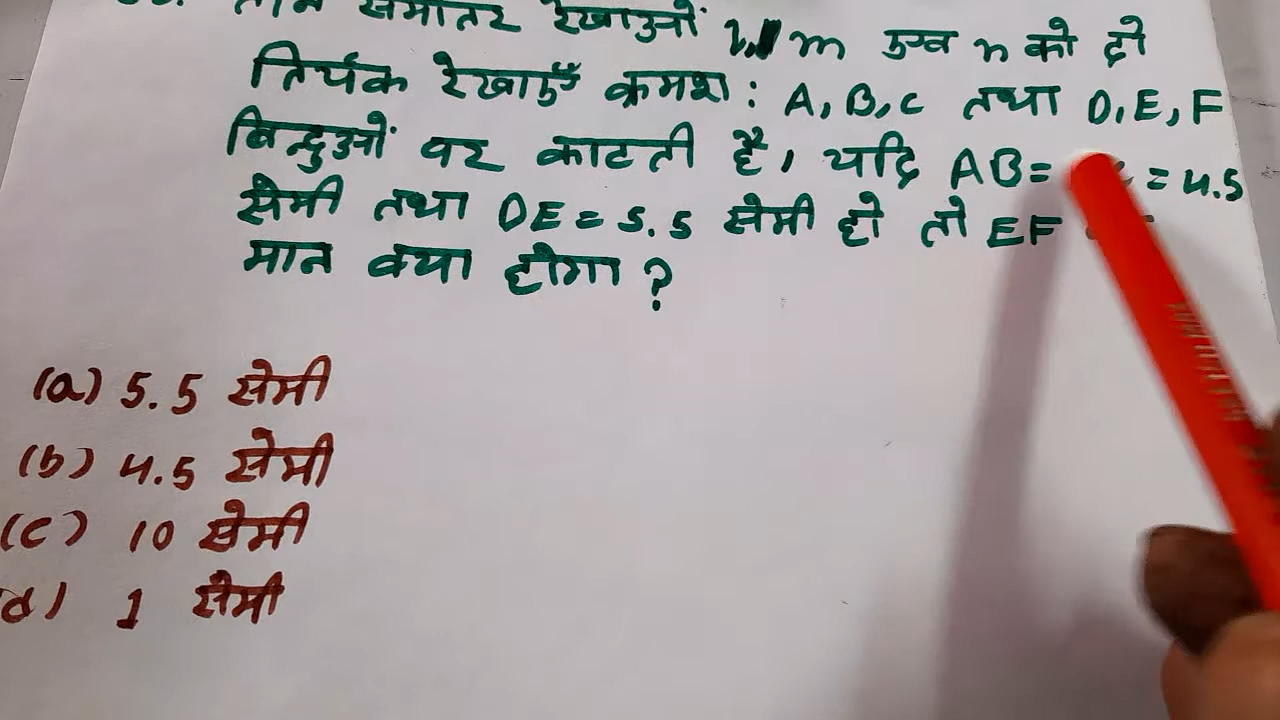 तीन समांतर रेखाओं l, m एवं n को दो
तिर्यक रेखाएँ क्रमशः A, B, C तथा D, E, F
बिन्दुओं पर काटती है, यदि AB = = 4.5
सेमी तथा DE = 5.5 सेमी हो तो EF
मान क्या होगा ?
(a) 5.5 सेमी
(b) 4.5 सेमी
(c) 10 सेमी
d) 1 सेमी